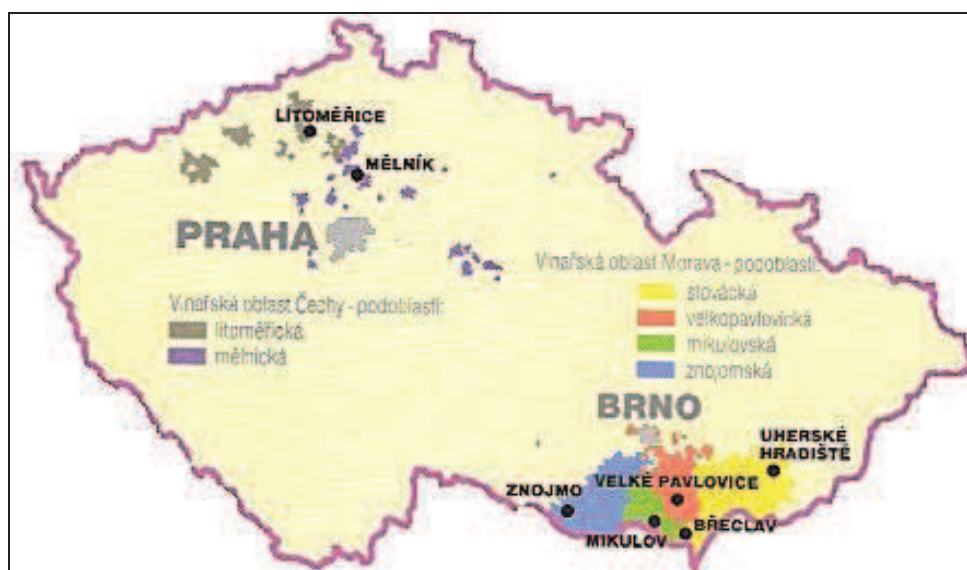 LITOMĚŘICE
MĚLNÍK
PRAHA
Vinařská oblast Čechy - podoblasti:
litoměřická
mělnická
Vinařská oblast Morava - podoblasti:
slovácká
velkopavlovická
mikulovská
znojomská
BRNO
UHERSKÉ
HRADIŠTĚ
VELKÉ PAVLOVICE
ZNOJMO
BŘECLAV
MIKULOV